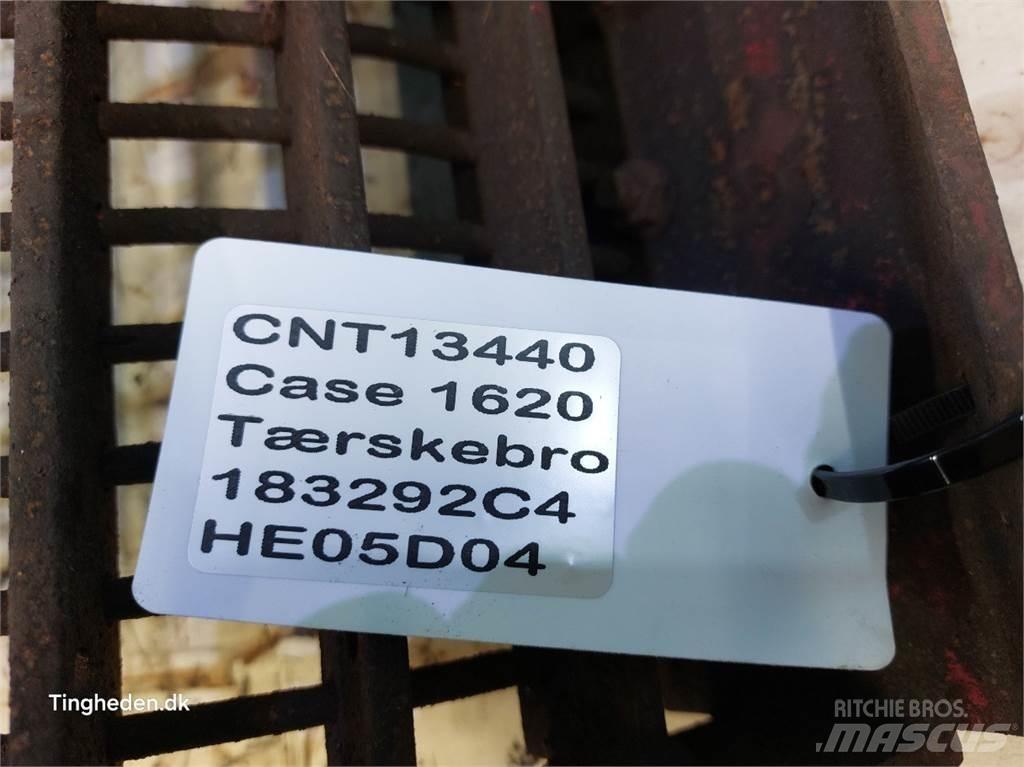 CNT13440
Case 1620
Tærskebro
183292C4
HE05D04
Tingheden.dk
RITCHIE BROS.
MASCUS